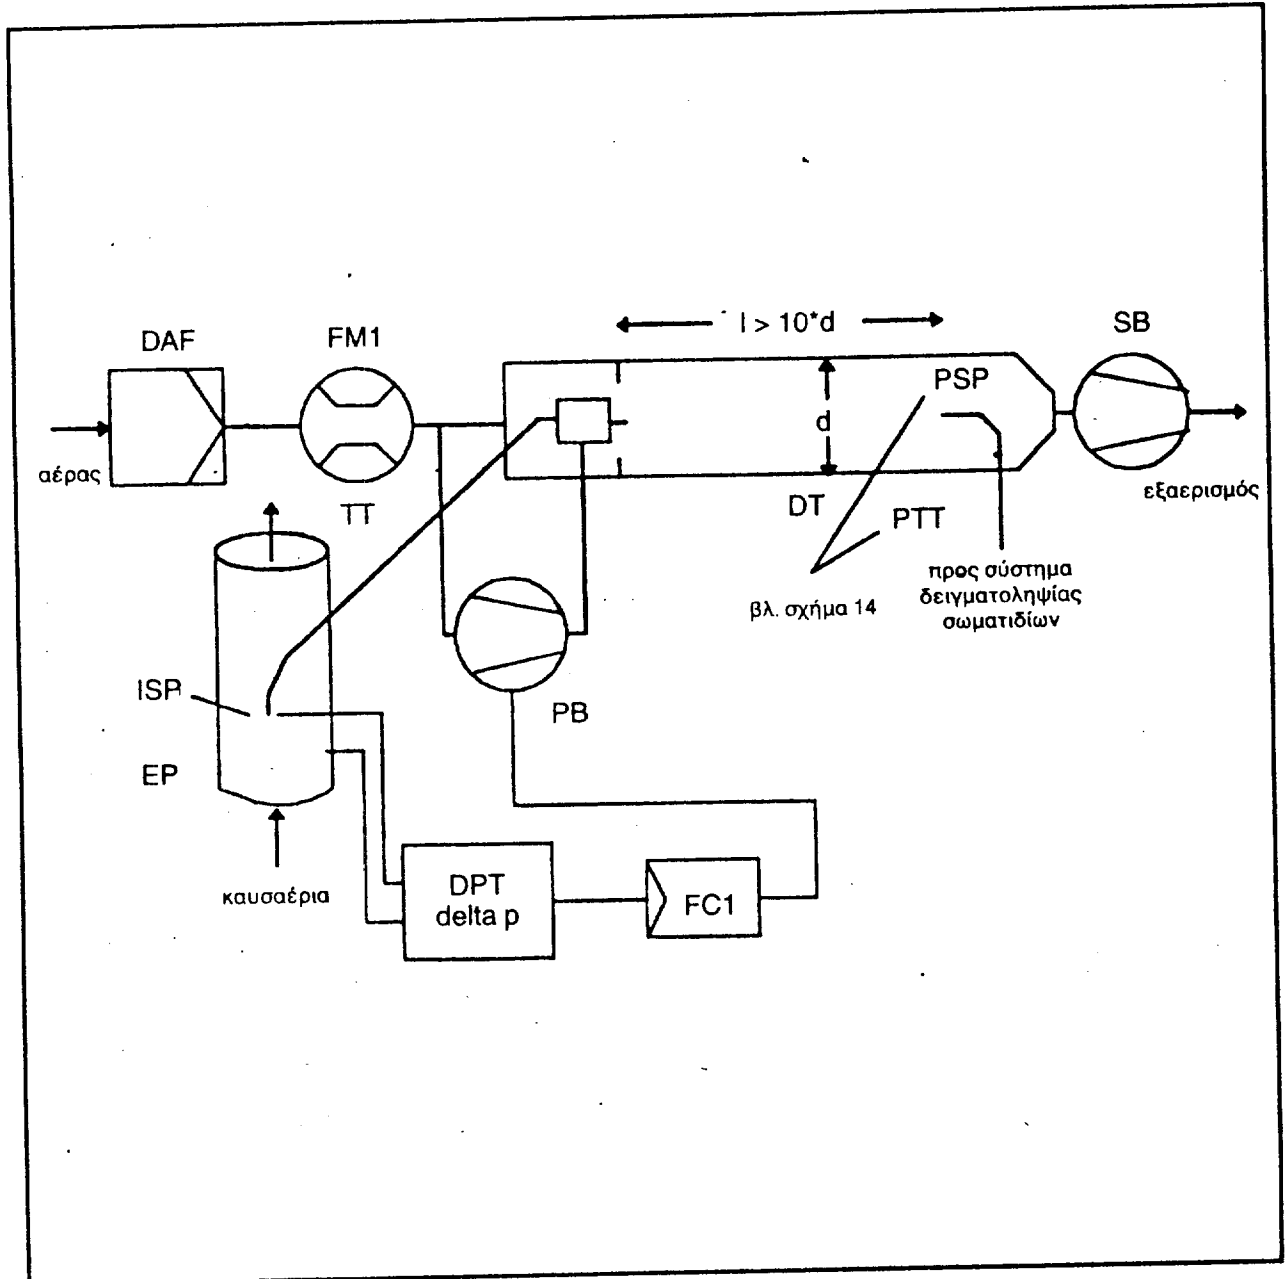 DAF
FM1
l > 10*d
SB
PSP
αέρας
d
TT
DT
PTT
εξαερισμός
προς σύστημα
δειγματοληψίας
σωματιδίων
βλ. σχήμα 14
ISP
PB
EP
καυσαέρια
DPT
delta p
FC1